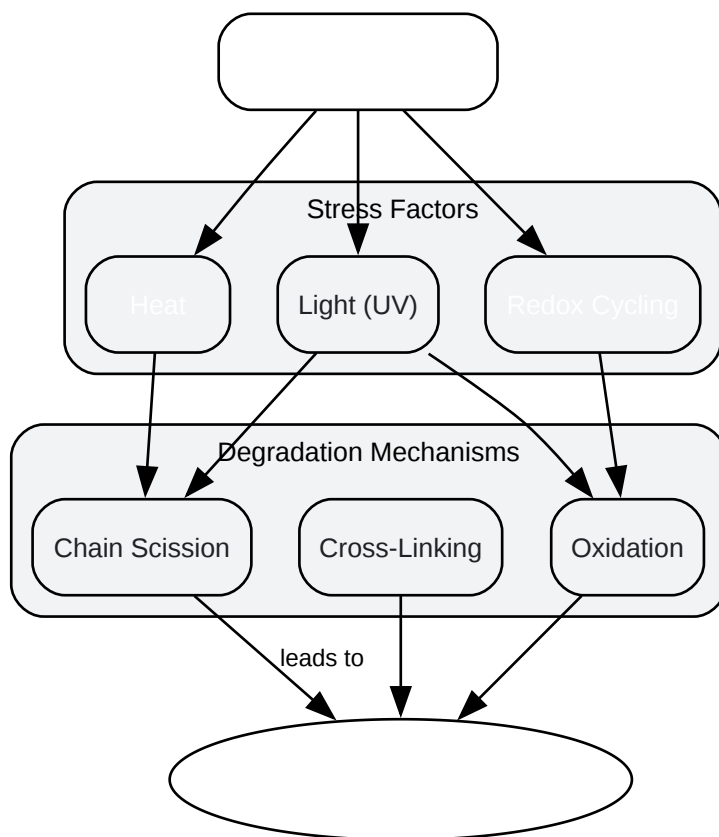 Stress Factors
Heat
Light (UV)
Redox Cycling
Degradation Mechanisms
Chain Scission
Cross-Linking
Oxidation
leads to